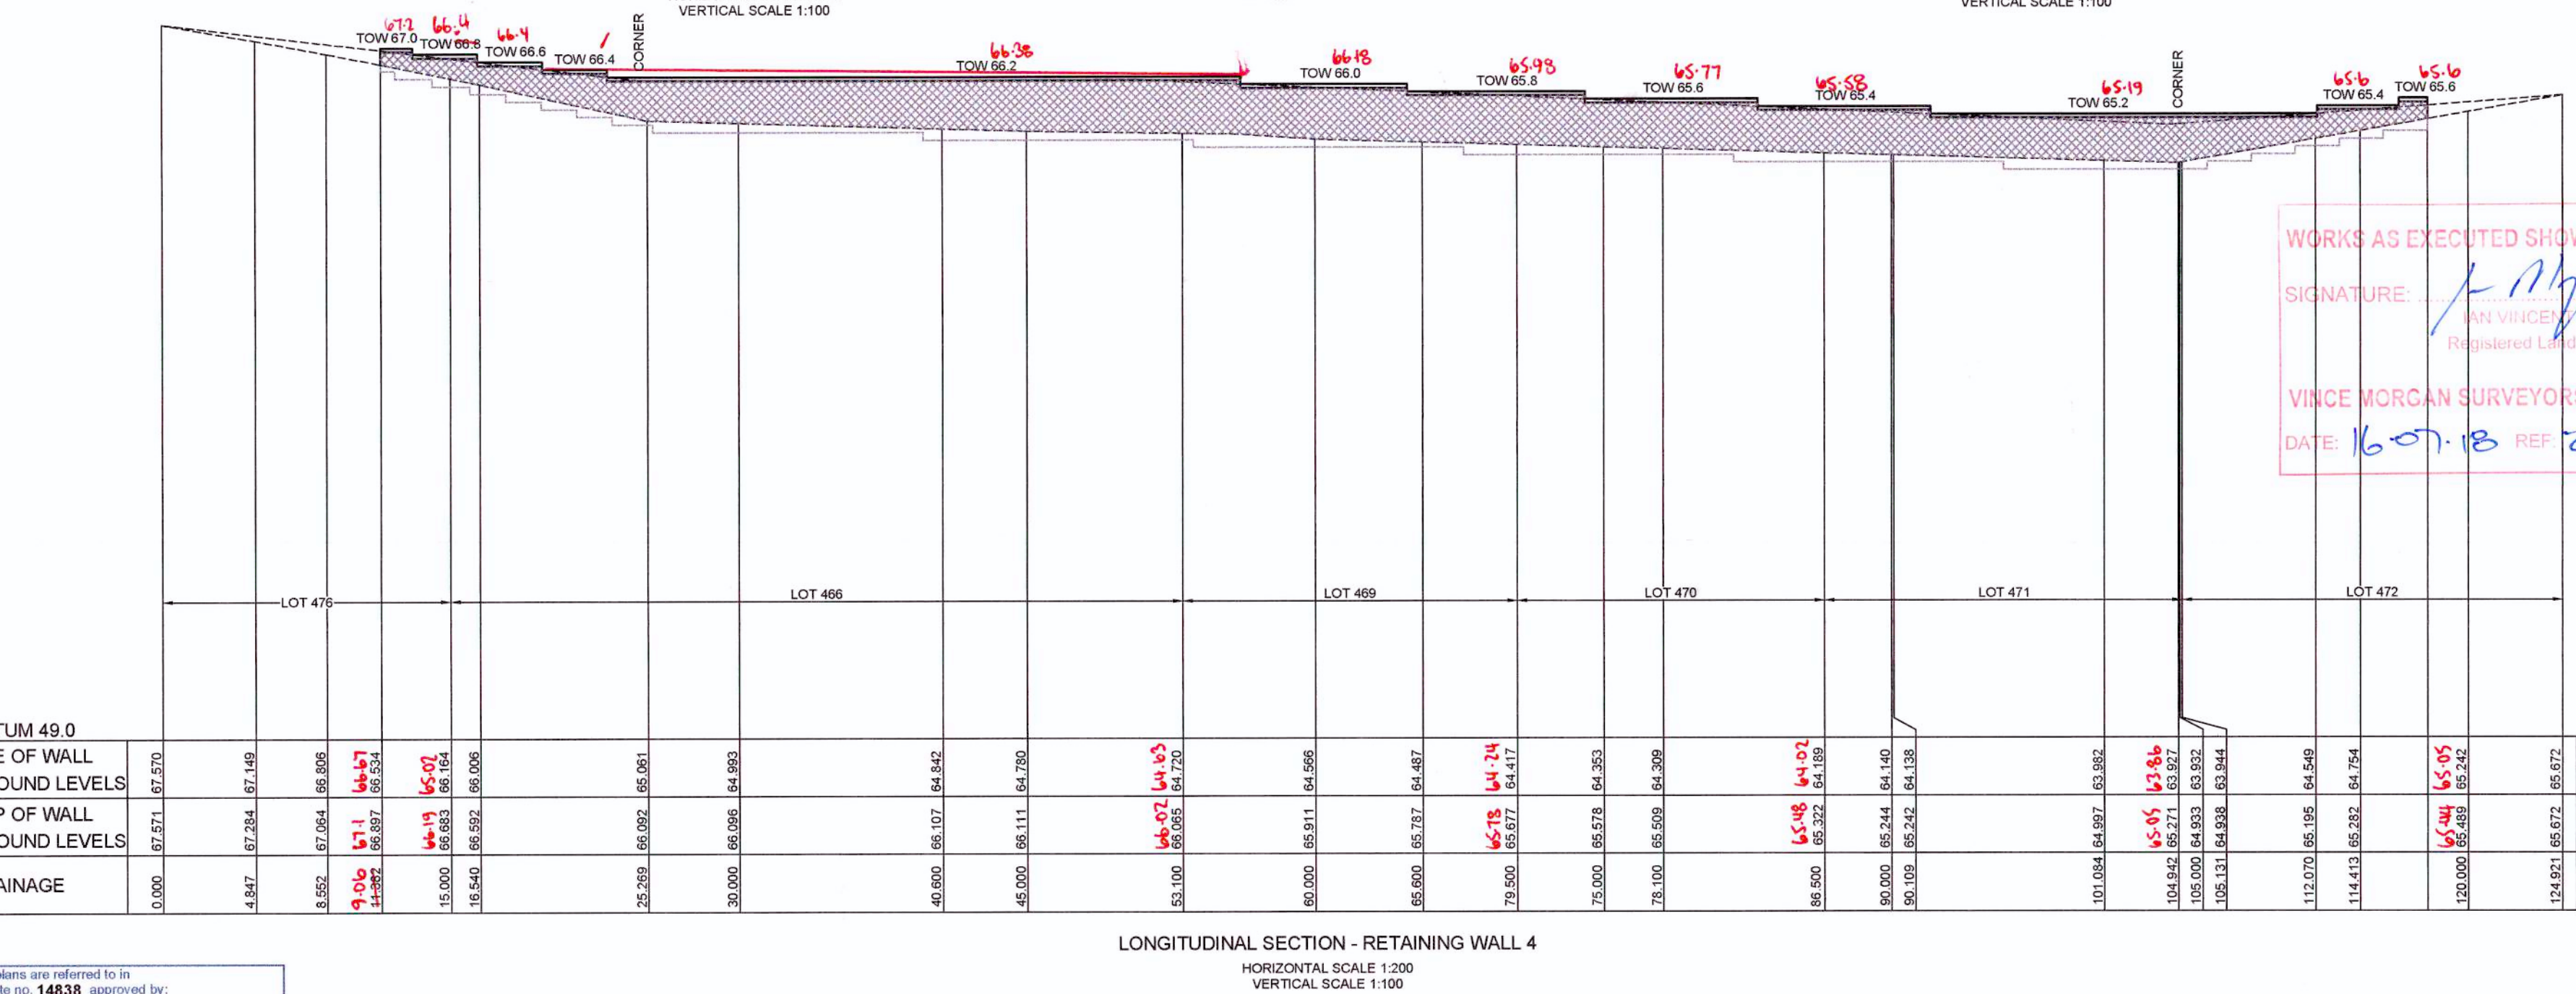 VERTICAL SCALE 1:100
VERTICAL SCALE 1:100
67.2 66.4 66.4
TOW 67.0 TOW 66.8 TOW 66.6 TOW 66.4 CORNER
66.38
TOW 66.2
66.18
TOW 66.0
65.98
TOW 65.8
65.77
TOW 65.6
65.58
TOW 65.4
65.19
TOW 65.2
CORNER
65.6
TOW 65.4
65.6
TOW 65.6
WORKS AS EXECUTED SHOW
SIGNATURE:
IAN VINCENT
Registered Land
VINCE MORGAN SURVEYORS
DATE: 16.07.18 REF:
LOT 476 LOT 466 LOT 469 LOT 470 LOT 471 LOT 472
TUM 49.0
E OF WALL
OUND LEVELS
67.570 67.149 66.806 66.67 66.534 65.02 66.164 66.006 65.061 64.993 64.842 64.780 64.63 64.720 64.566 64.487 64.24 64.417 64.353 64.309 64.02 64.189 64.140 64.138 63.982 63.86 63.927 63.932 63.944 64.549 64.754 65.05 65.242 65.672
P OF WALL
OUND LEVELS
67.571 67.284 67.064 67.1 66.897 66.19 66.683 66.592 66.092 66.096 66.107 66.111 66.02 66.065 65.911 65.787 65.78 65.677 65.578 65.509 65.48 65.322 65.244 65.242 64.997 65.05 65.271 64.933 64.938 65.195 65.282 65.44 65.489 65.672
AINAGE
0.000 4.847 8.552 9.06 11.382 15.000 16.540 25.269 30.000 40.600 45.000 53.100 60.000 65.600 79.500 75.000 78.100 86.500 90.000 90.109 101.084 104.942 105.000 105.131 112.070 114.413 120.000 124.921
LONGITUDINAL SECTION - RETAINING WALL 4
HORIZONTAL SCALE 1:200
VERTICAL SCALE 1:100
plans are referred to in
te no. 14838 approved by: